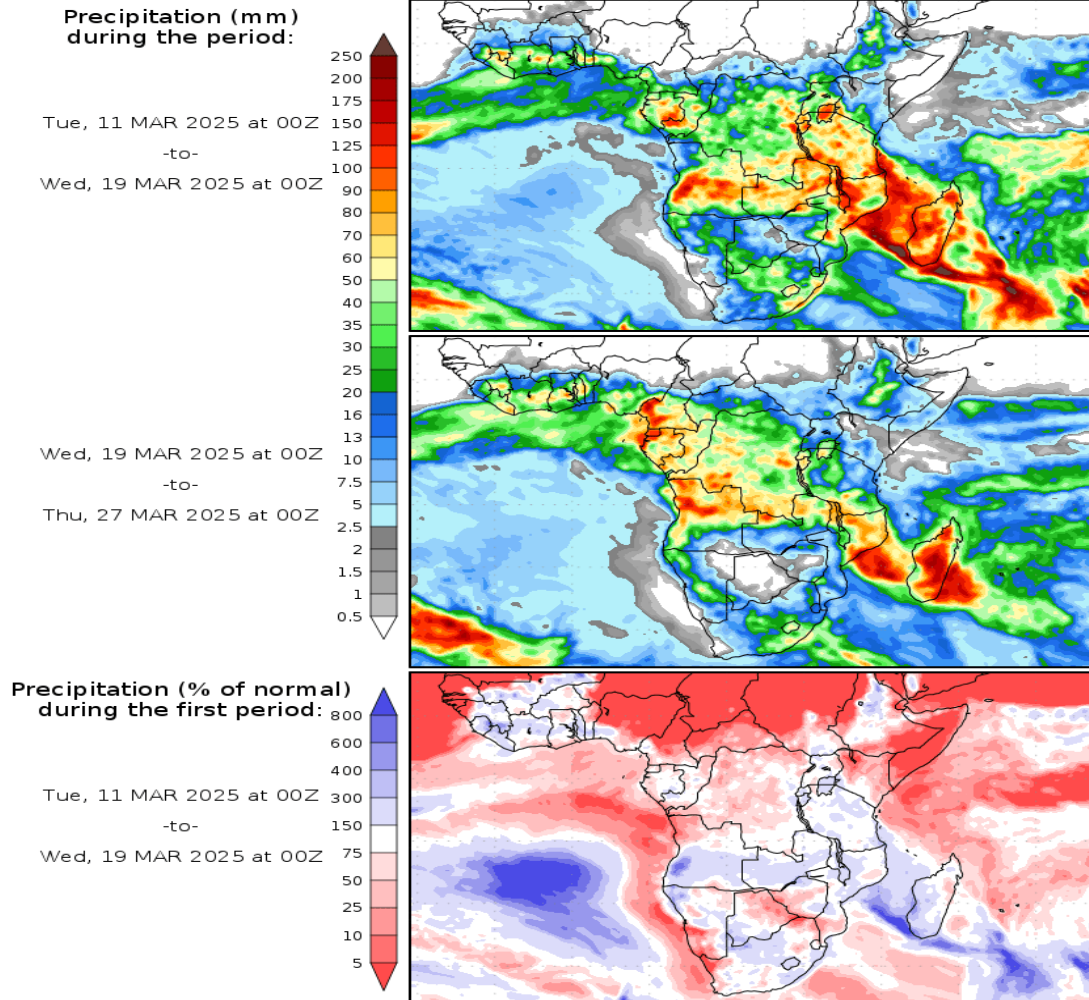 Precipitation (mm)
during the period:
250
200
175
Tue, 11 MAR 2025 at 00Z
150
125
-to-
100
Wed, 19 MAR 2025 at 00Z
90
80
70
60
50
40
35
30
25
20
16
13
Wed, 19 MAR 2025 at 00Z
10
7.5
-to-
5
Thu, 27 MAR 2025 at 00Z
2.5
2
1.5
1
0.5
Precipitation (% of normal)
during the first period:
800
600
400
Tue, 11 MAR 2025 at 00Z
300
-to-
150
Wed, 19 MAR 2025 at 00Z
75
50
25
10
5